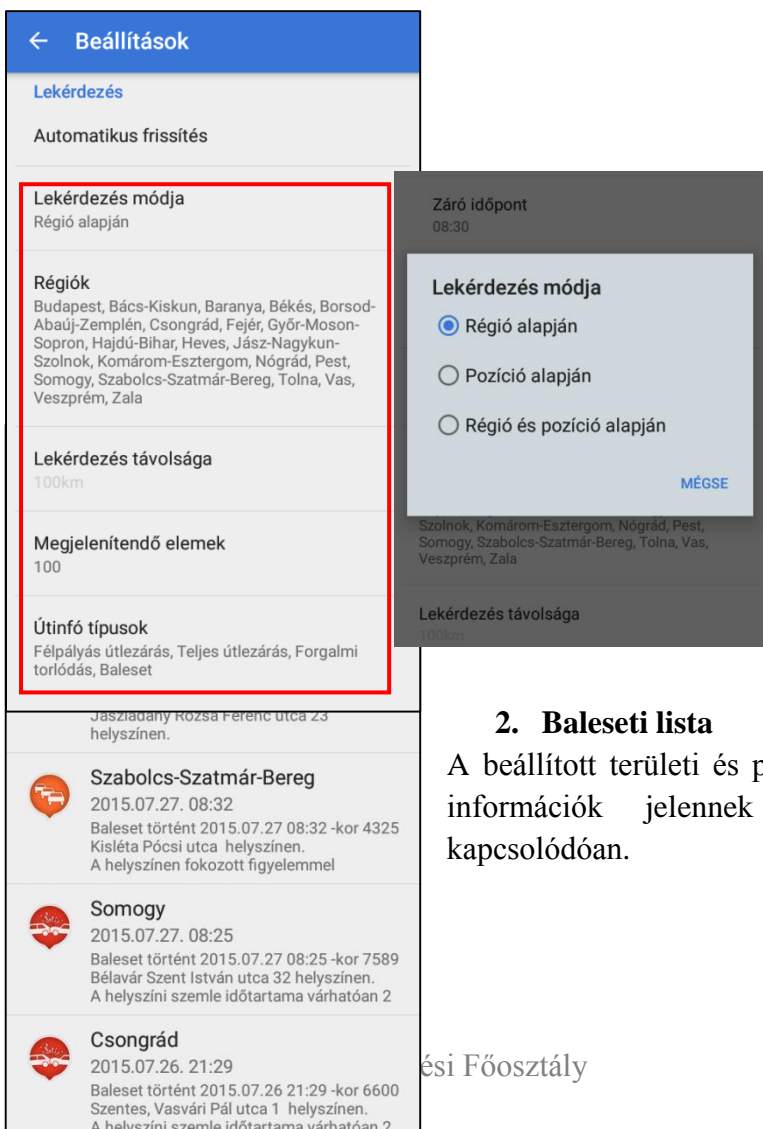 Beállítások
Lekérdezés
Automatikus frissítés
Lekérdezés módja
Régió alapján
Régiók
Budapest, Bács-Kiskun, Baranya, Békés, Borsod-
Abaúj-Zemplén, Csongrád, Fejér, Győr-Moson-
Sopron, Hajdú-Bihar, Heves, Jász-Nagykun-
Szolnok, Komárom-Esztergom, Nógrád, Pest,
Somogy, Szabolcs-Szatmár-Bereg, Tolna, Vas,
Veszprém, Zala
Lekérdezés távolsága
100km
Megjelenítendő elemek
100
Útinfó típusok
Félpályás útlezárás, Teljes útlezárás, Forgalmi
torlódás, Baleset
Záró időpont
08:30
Lekérdezés módja
Régió alapján
Pozíció alapján
Régió és pozíció alapján
MÉGSE
Szolnok, Komárom-Esztergom, Nógrád, Pest,
Somogy, Szabolcs-Szatmár-Bereg, Tolna, Vas,
Veszprém, Zala
Lekérdezés távolsága
100km
Jászladány Rózsa Ferenc utca 23
helyszínen.
Szabolcs-Szatmár-Bereg
2015.07.27. 08:32
Baleset történt 2015.07.27 08:32 -kor 4325
Kisléta Pócsi utca helyszínen.
A helyszínen fokozott figyelemmel
Somogy
2015.07.27. 08:25
Baleset történt 2015.07.27 08:25 -kor 7589
Bélavár Szent István utca 32 helyszínen.
A helyszíni szemle időtartama várhatóan 2
Csongrád
2015.07.26. 21:29
Baleset történt 2015.07.26 21:29 -kor 6600
Szentes, Vasvári Pál utca 1 helyszínen.
A helyszíni szemle időtartama várhatóan 2
2. Baleseti lista
A beállított területi és p
információk jelennek
kapcsolódóan.
ési Főosztály